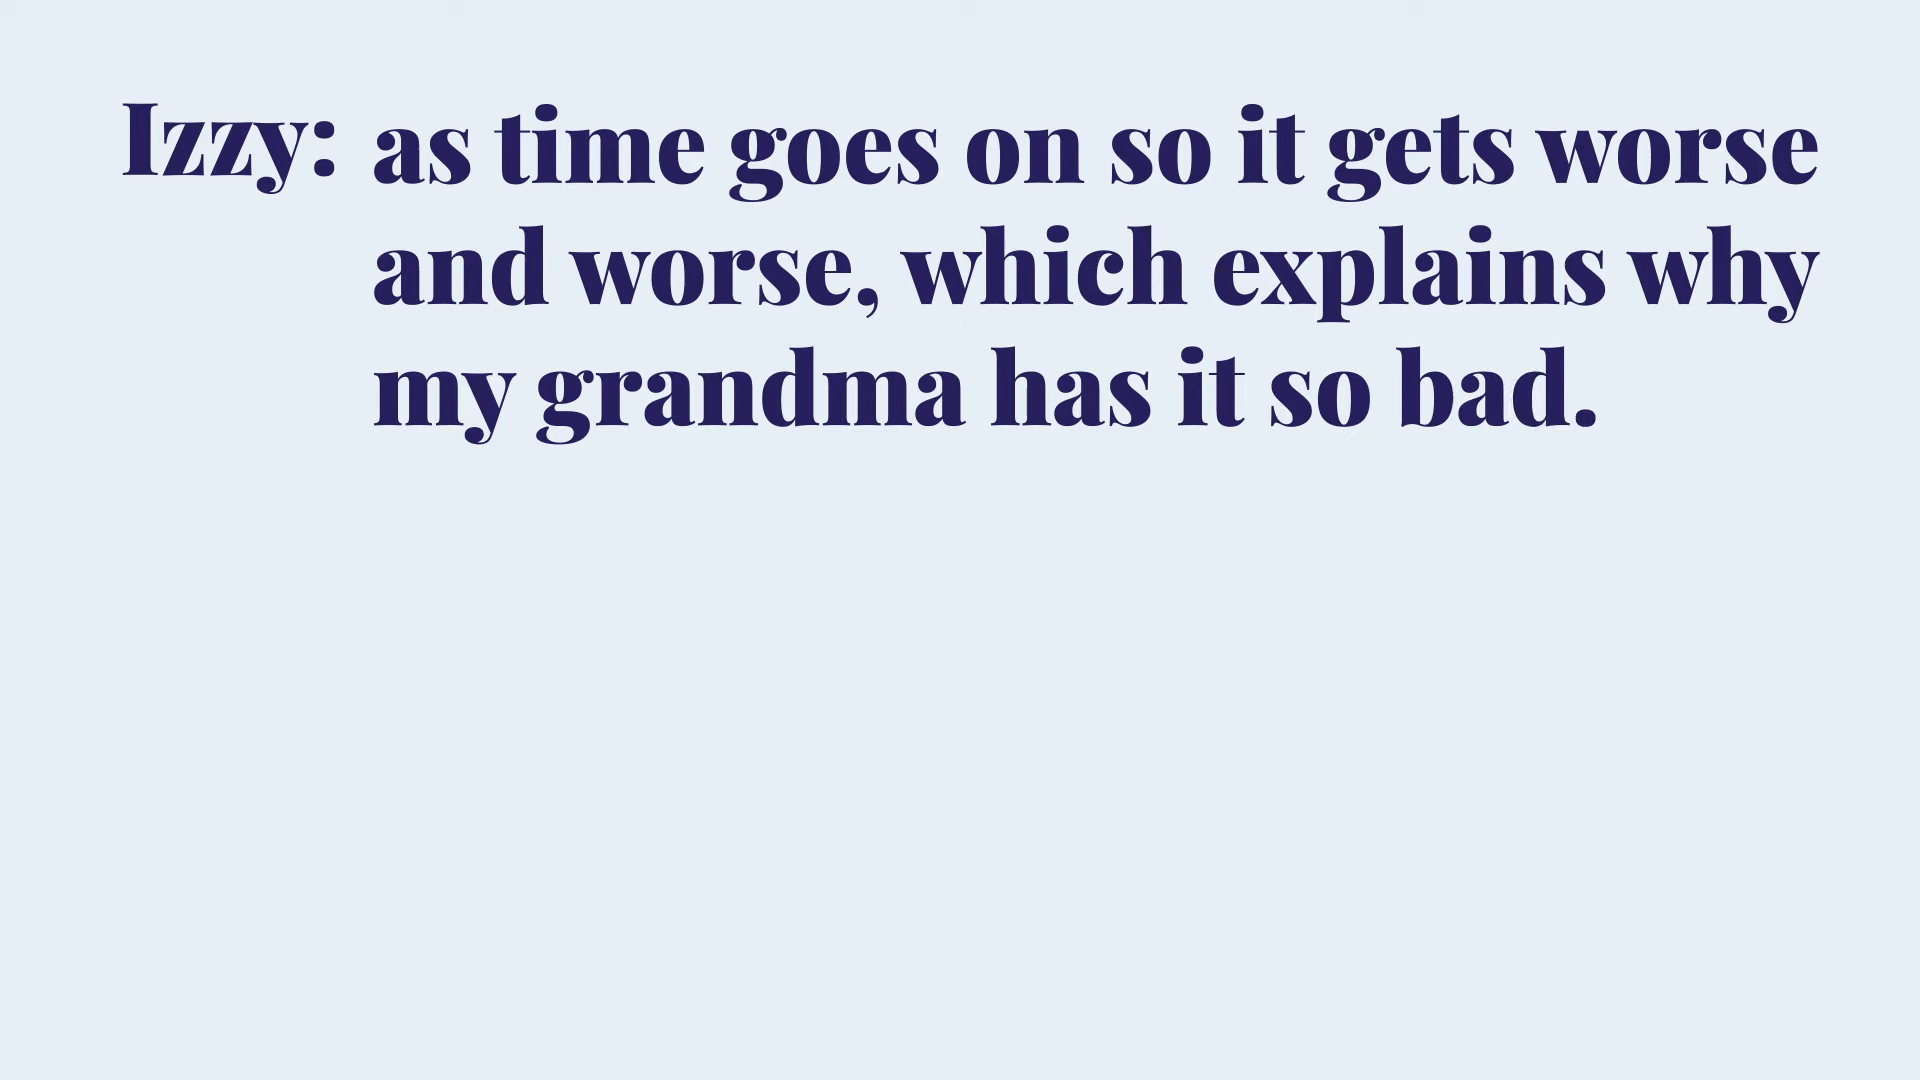 Izzy: as time goes on so it gets worse
and worse, which explains why
my grandma has it so bad.